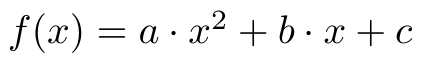 f(x) = a · x² + b · x + c